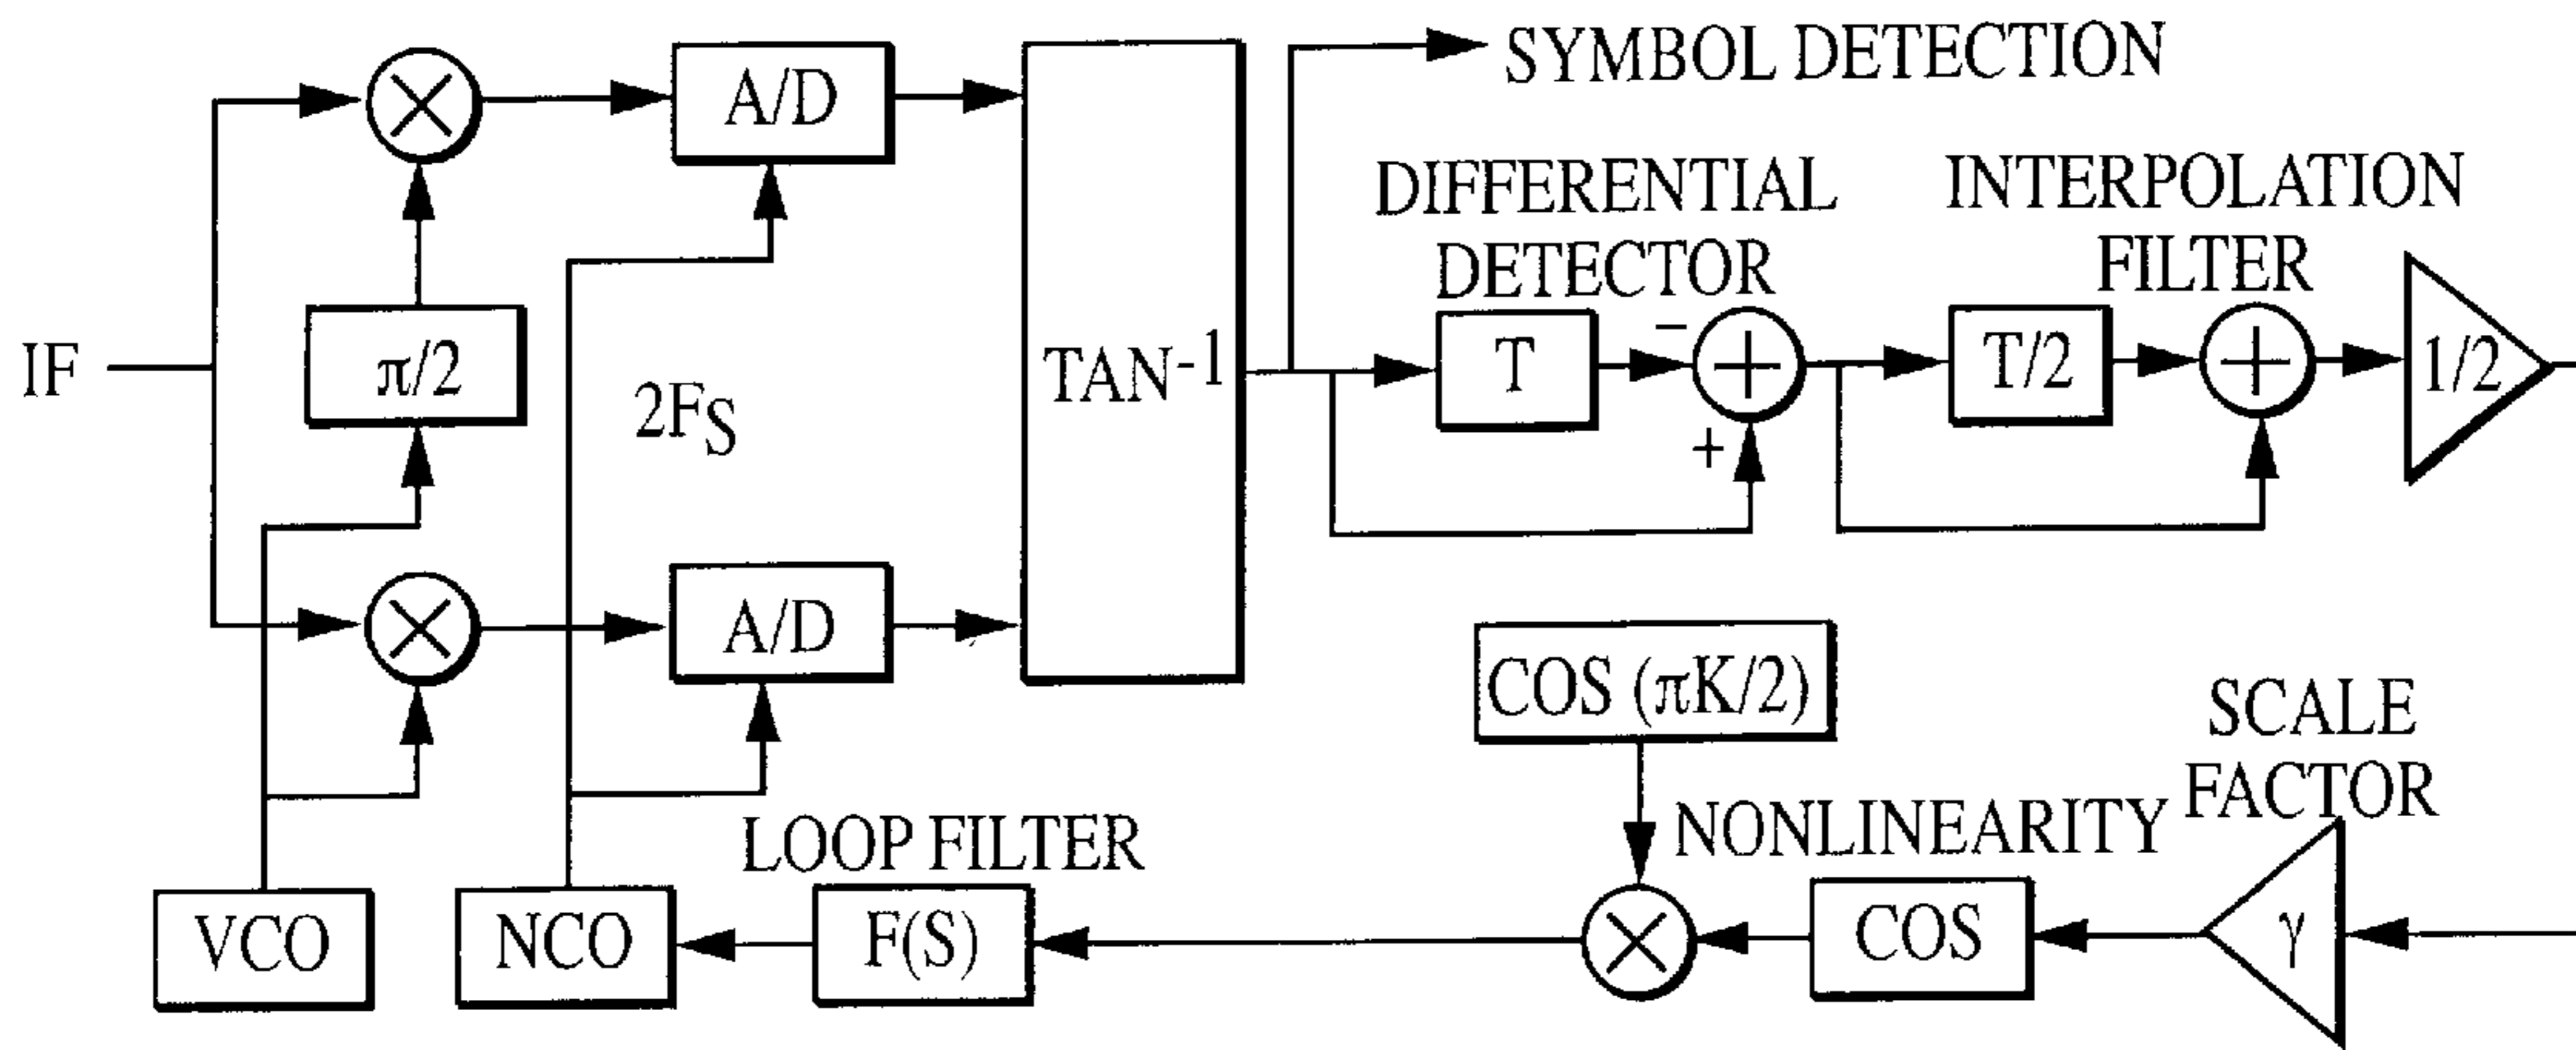 SYMBOL DETECTION
A/D
DIFFERENTIAL
DETECTOR
INTERPOLATION
FILTER
IF
π/2
2FS
TAN-1
T
−
+
T/2
1/2
A/D
COS (πK/2)
SCALE
FACTOR
NONLINEARITY
LOOP FILTER
VCO
NCO
F(S)
COS
γ